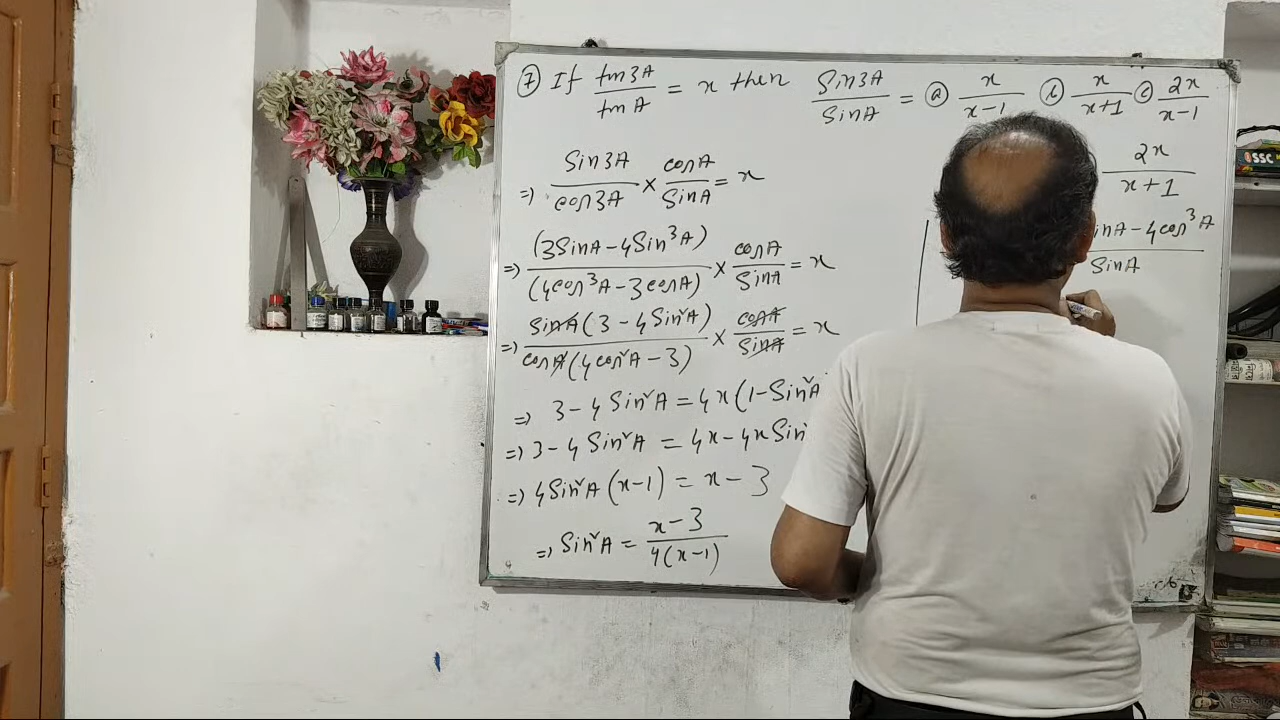 ⑦ If tan3A/tanA = x then Sin3A/SinA = ⓐ x/x-1 ⓑ x/x+1 ⓒ 2x/x-1
2x/x+1
=) Sin3A/cos3A × cosA/SinA = x
=) (3SinA-4Sin³A)/(4cos³A-3cosA) × cosA/SinA = x
inA-4cos³A/SinA
=) SinA(3-4Sin²A)/cosA(4cos²A-3) × cosA/SinA = x
=) 3-4Sin²A = 4x(1-Sin²A
=) 3-4Sin²A = 4x-4xSin
=) 4Sin²A(x-1) = x-3
=) Sin²A = x-3/4(x-1)
SSC